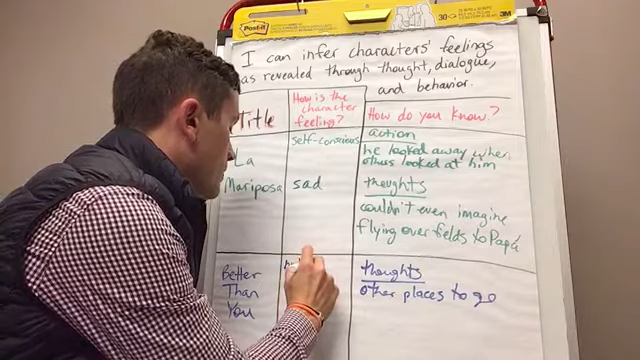 Post-it
30
3M
I can infer characters' feelings
as revealed through thought, dialogue,
and behavior.
Title
How is the
character
feeling?
How do you know?
La
Mariposa
self-conscious
action
he looked away when
others looked at him
sad
thoughts
couldn't even imagine
flying over fields to Papá
Better
Than
You
thoughts
other places to go